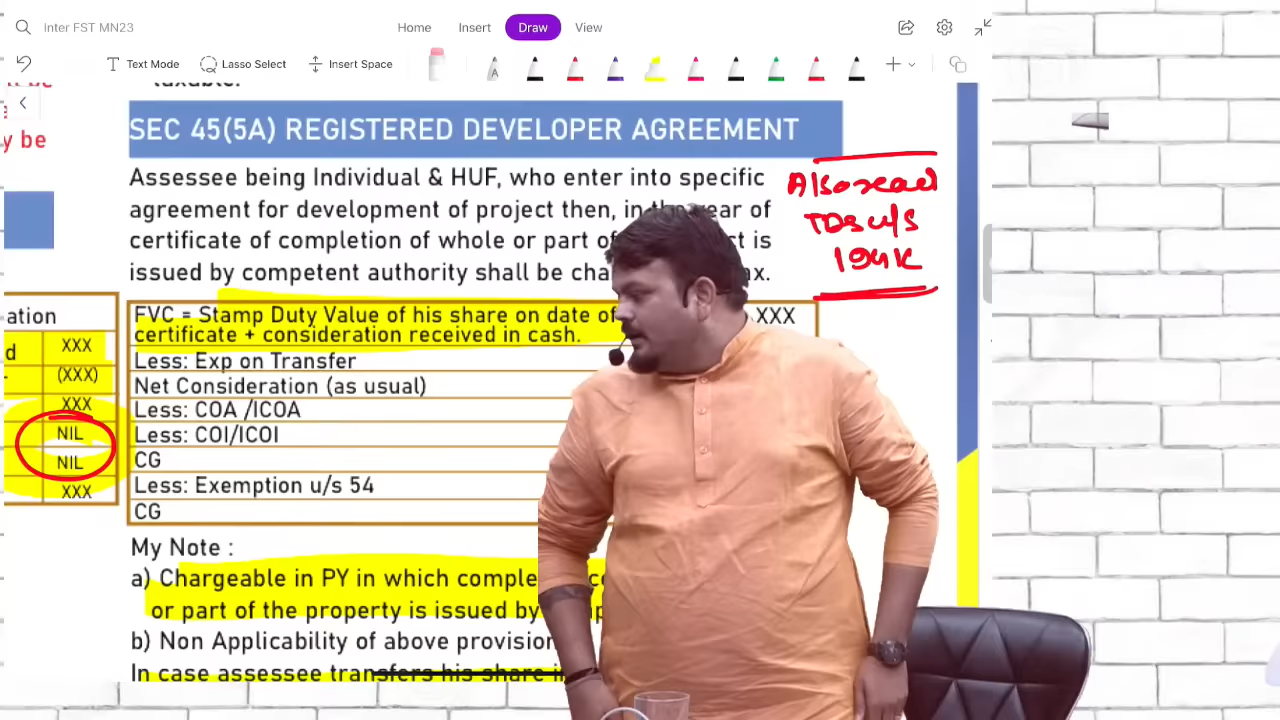 Inter FST MN23
Home Insert Draw View
Text Mode Lasso Select Insert Space
taxable.
y be
SEC 45(5A) REGISTERED DEVELOPER AGREEMENT
Assessee being Individual & HUF, who enter into specific
agreement for development of project then, in the year of
certificate of completion of whole or part of is
issued by competent authority shall be
Also read
TDS u/s
194K
ation
XXX
(XXX)
XXX
NIL
NIL
XXX
FVC = Stamp Duty Value of his share on date of XXX
certificate + consideration received in cash.
Less: Exp on Transfer
Net Consideration (as usual)
Less: COA /ICOA
Less: COI/ICOI
CG
Less: Exemption u/s 54
CG
My Note :
a) Chargeable in PY in which
or part of the property is issued by
b) Non Applicability of above provision
In case assessee transfers his share